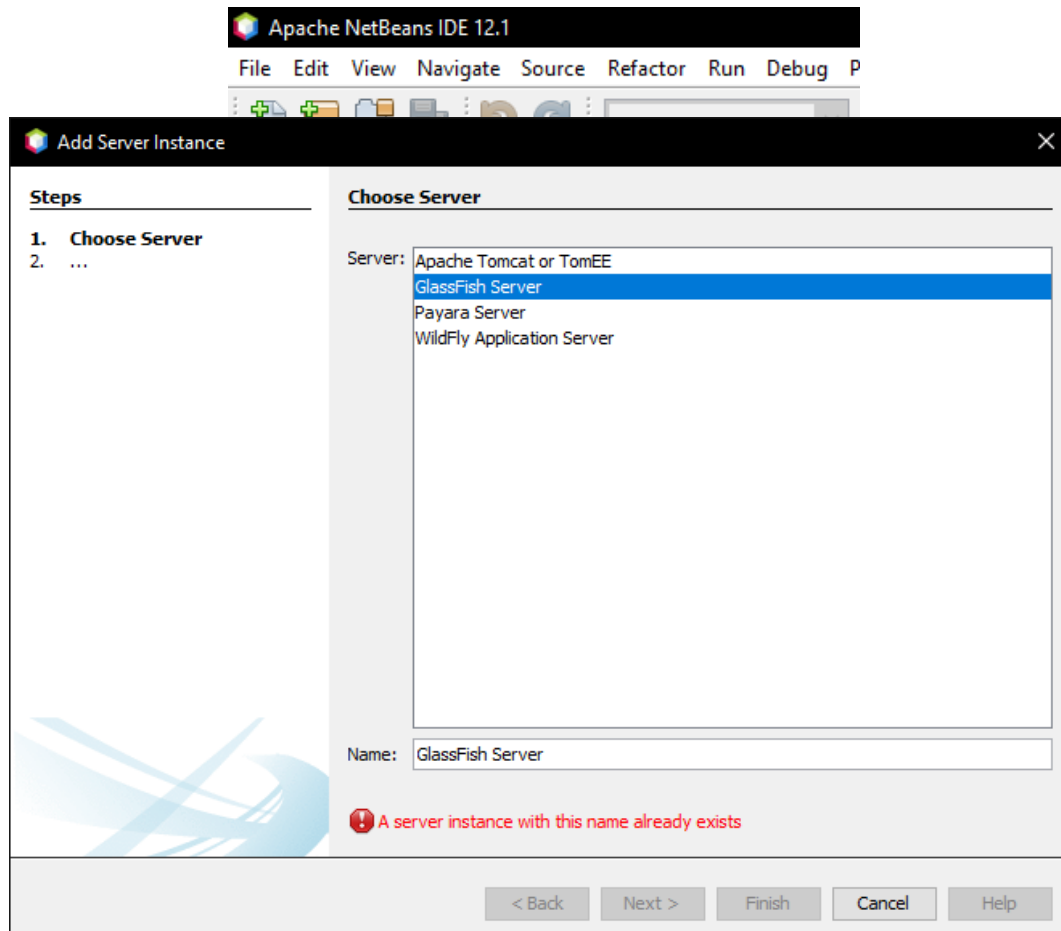 Apache NetBeans IDE 12.1
File Edit View Navigate Source Refactor Run Debug P
Add Server Instance
Steps
1. Choose Server
2. ...
Choose Server
Server:
Apache Tomcat or TomEE
GlassFish Server
Payara Server
WildFly Application Server
Name: GlassFish Server
A server instance with this name already exists
< Back Next > Finish Cancel Help